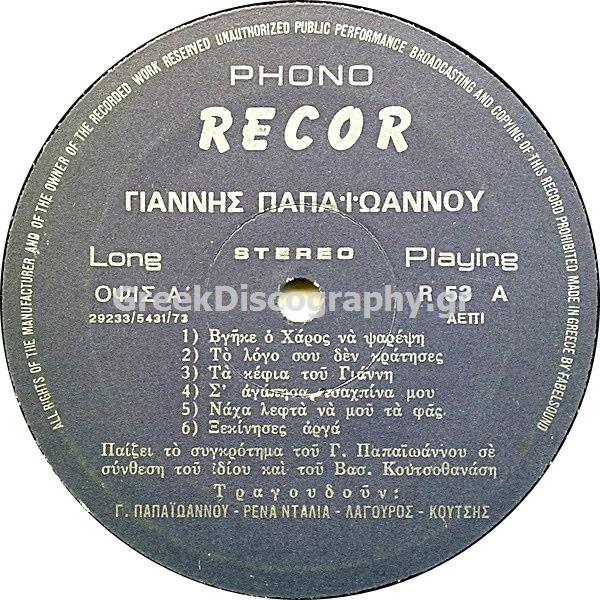 ALL RIGHTS OF THE MANUFACTURER AND OF THE OWNER OF THE RECORDED WORK RESERVED UNAUTHORIZED PUBLIC PERFORMANCE BROADCASTING AND COPYING OF THIS RECORD PROHIBITED MADE IN GREECE BY FABELSOUND
PHONO
RECOR
ΓΙΑΝΝΗΣ ΠΑΠΑΪΩΑΝΝΟΥ
Long STEREO Playing
ΟΨΙΣ Α΄ R 53 A
GreekDiscography.gr
29233/5431/73 ΑΕΠΙ
1) Βγῆκε ὁ Χάρος νὰ ψαρέψη
2) Τὸ λόγο σου δὲν κράτησες
3) Τὰ κέφια τοῦ Γιάννη
4) Σ' ἀγάπησα τσαχπίνα μου
5) Νἄχα λεφτὰ νὰ μοῦ τὰ φᾶς
6) Ξεκίνησες ἀργά
Παίζει τὸ συγκρότημα τοῦ Γ. Παπαϊωάννου σὲ
σύνθεση τοῦ ἰδίου καὶ τοῦ Βασ. Κουτσοθανάση
Τραγουδοῦν:
Γ. ΠΑΠΑΪΩΑΝΝΟΥ - ΡΕΝΑ ΝΤΑΛΙΑ - ΛΑΓΟΥΡΟΣ - ΚΟΥΤΣΗΣ